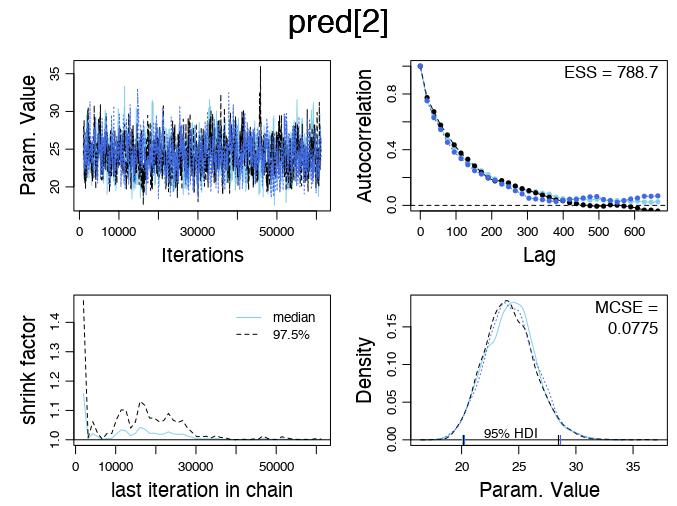 pred[2]
Param. Value
20 25 30 35
0 10000 30000 50000
Iterations
Autocorrelation
0.0 0.4 0.8
ESS = 788.7
0 100 200 300 400 500 600
Lag
shrink factor
1.0 1.1 1.2 1.3 1.4
median
97.5%
0 10000 30000 50000
last iteration in chain
Density
0.00 0.05 0.10 0.15
MCSE =
0.0775
95% HDI
20 25 30 35
Param. Value